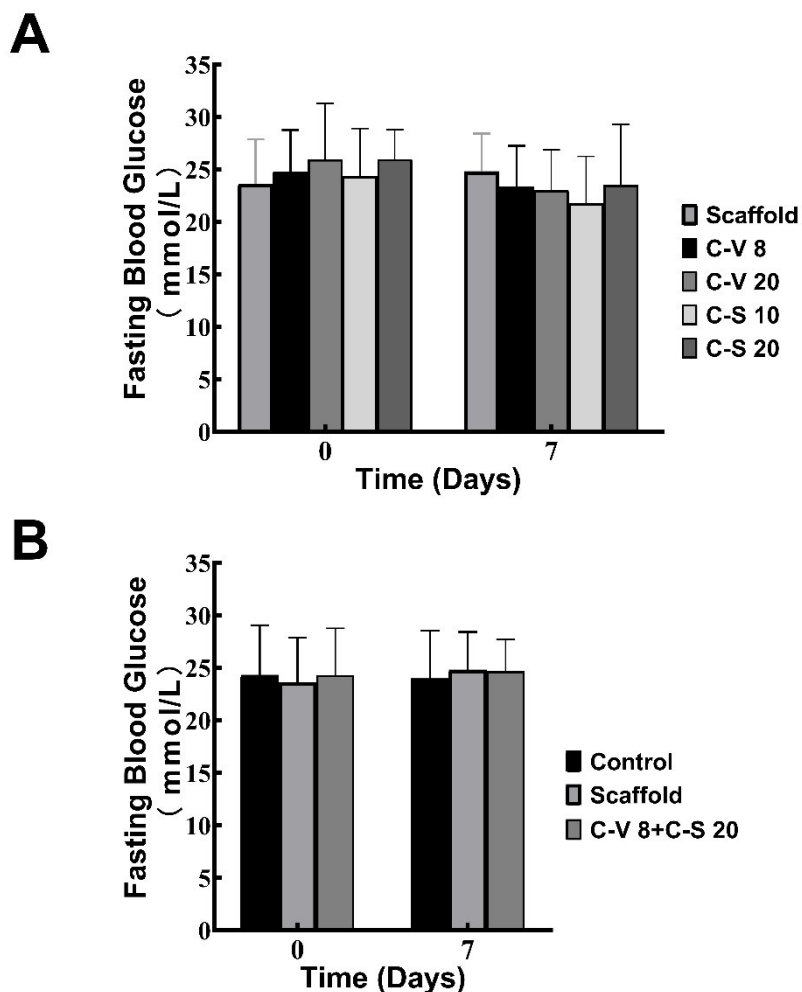 A
Fasting Blood Glucose
( mmol/L)
35
30
25
20
15
10
5
0
0
7
Time (Days)
Scaffold
C-V 8
C-V 20
C-S 10
C-S 20
B
Fasting Blood Glucose
( mmol/L)
35
30
25
20
15
10
5
0
0
7
Time (Days)
Control
Scaffold
C-V 8+C-S 20